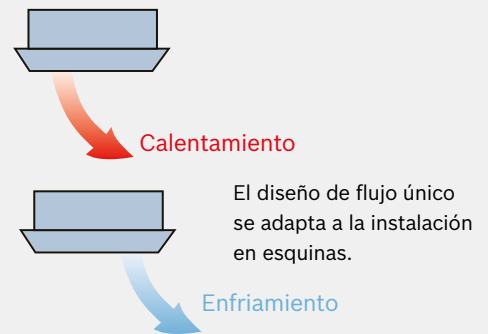 Calentamiento
El diseño de flujo único
se adapta a la instalación
en esquinas.
Enfriamiento